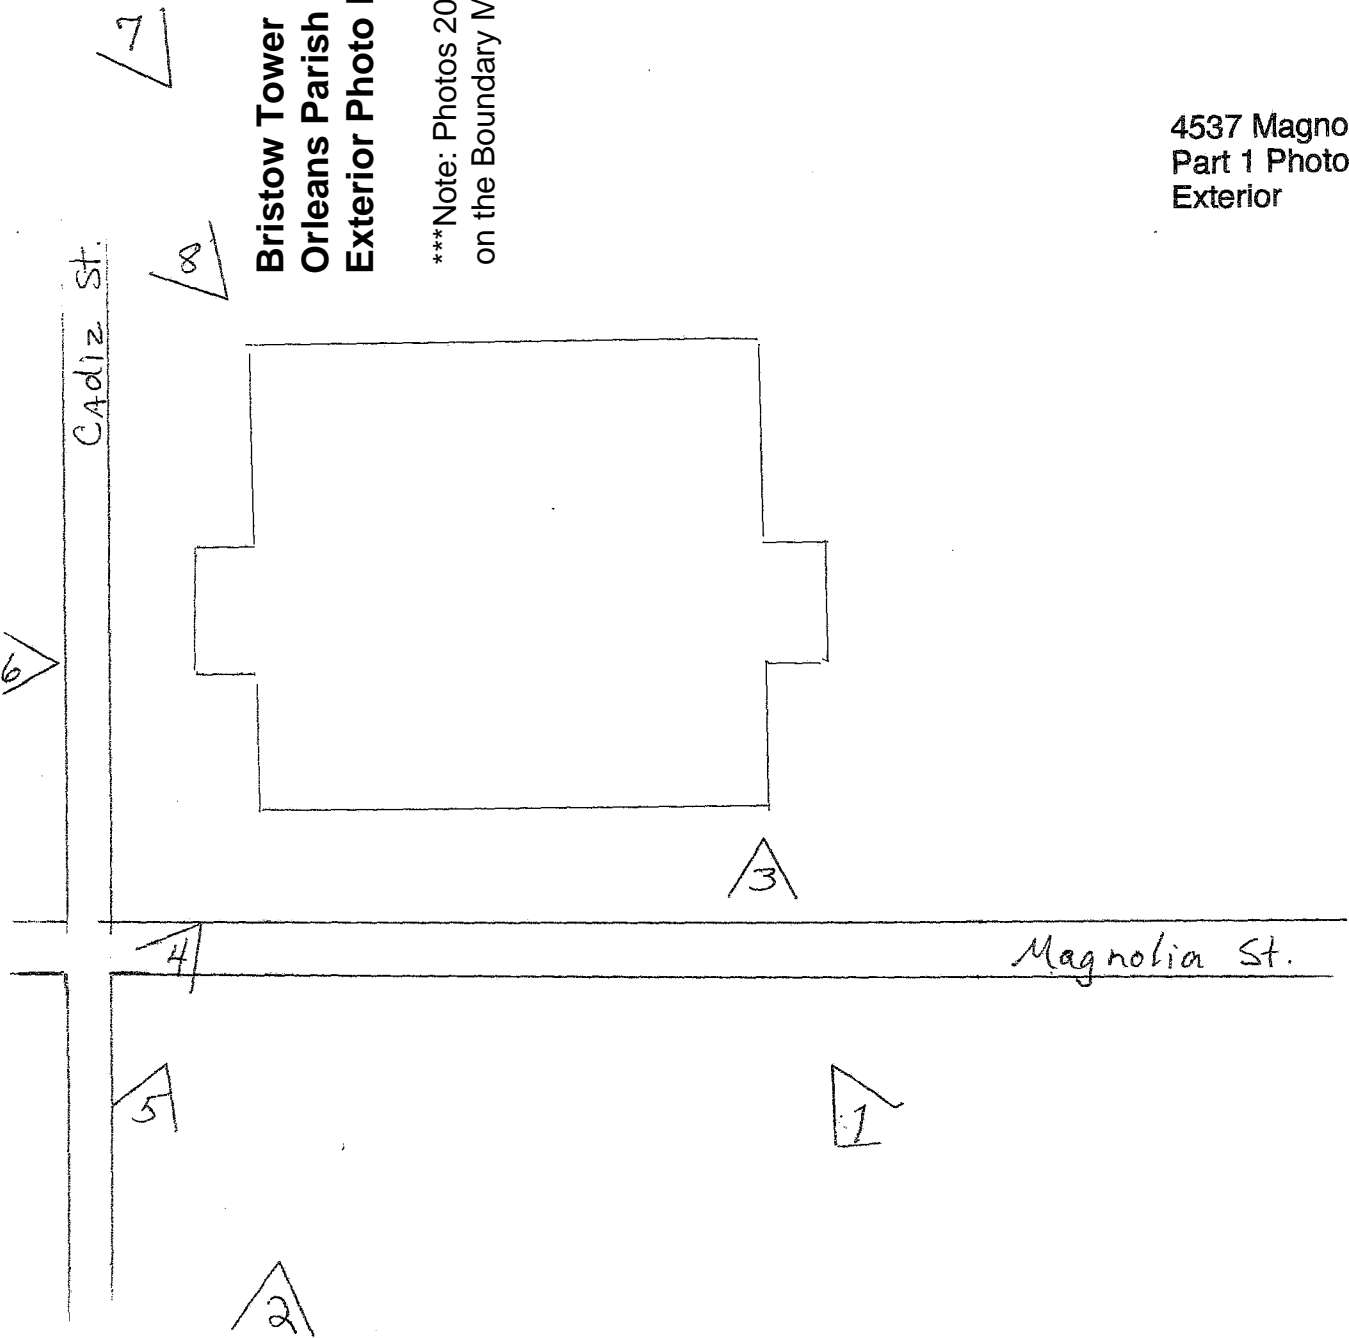 7
Bristow Tower
Orleans Parish
Exterior Photo
***Note: Photos 20
on the Boundary M
4537 Magno
Part 1 Photo
Exterior
8
CAdiz St.
6
3
4
Magnolia St.
5
1
2